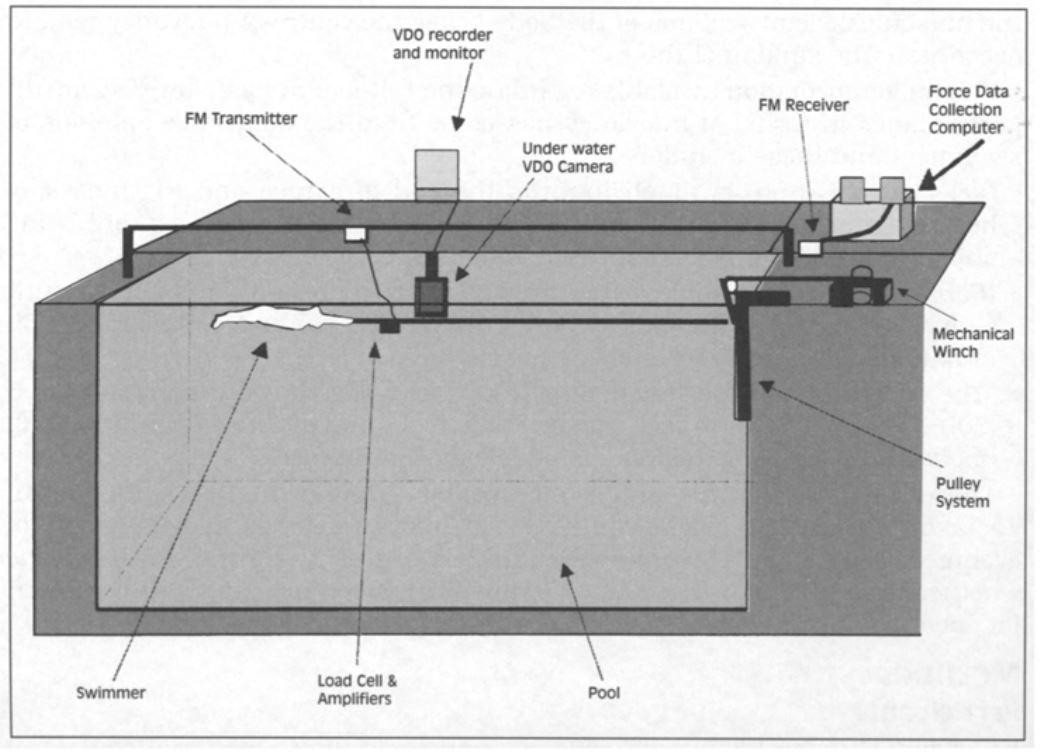 VDO recorder
and monitor
FM Transmitter
Under water
VDO Camera
FM Receiver
Force Data
Collection
Computer
Mechanical
Winch
Pulley
System
Swimmer
Load Cell &
Amplifiers
Pool